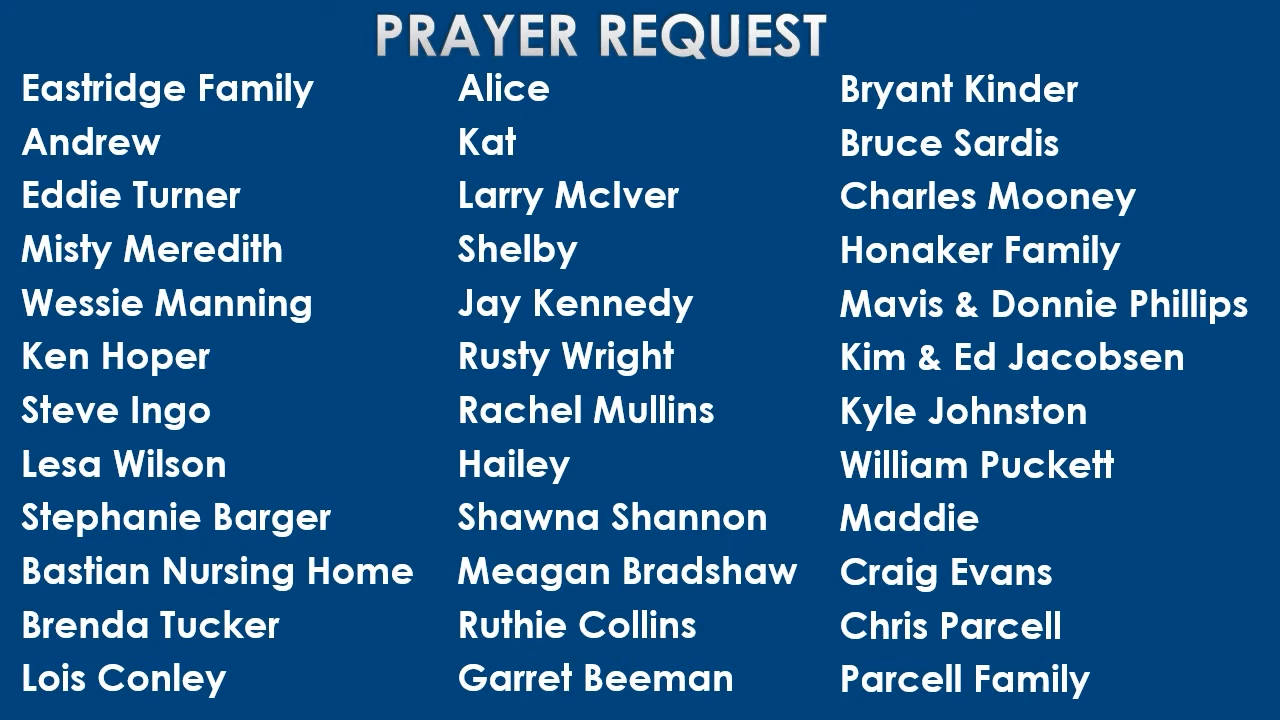 PRAYER REQUEST
Eastridge Family
Andrew
Eddie Turner
Misty Meredith
Wessie Manning
Ken Hoper
Steve Ingo
Lesa Wilson
Stephanie Barger
Bastian Nursing Home
Brenda Tucker
Lois Conley
Alice
Kat
Larry McIver
Shelby
Jay Kennedy
Rusty Wright
Rachel Mullins
Hailey
Shawna Shannon
Meagan Bradshaw
Ruthie Collins
Garret Beeman
Bryant Kinder
Bruce Sardis
Charles Mooney
Honaker Family
Mavis & Donnie Phillips
Kim & Ed Jacobsen
Kyle Johnston
William Puckett
Maddie
Craig Evans
Chris Parcell
Parcell Family